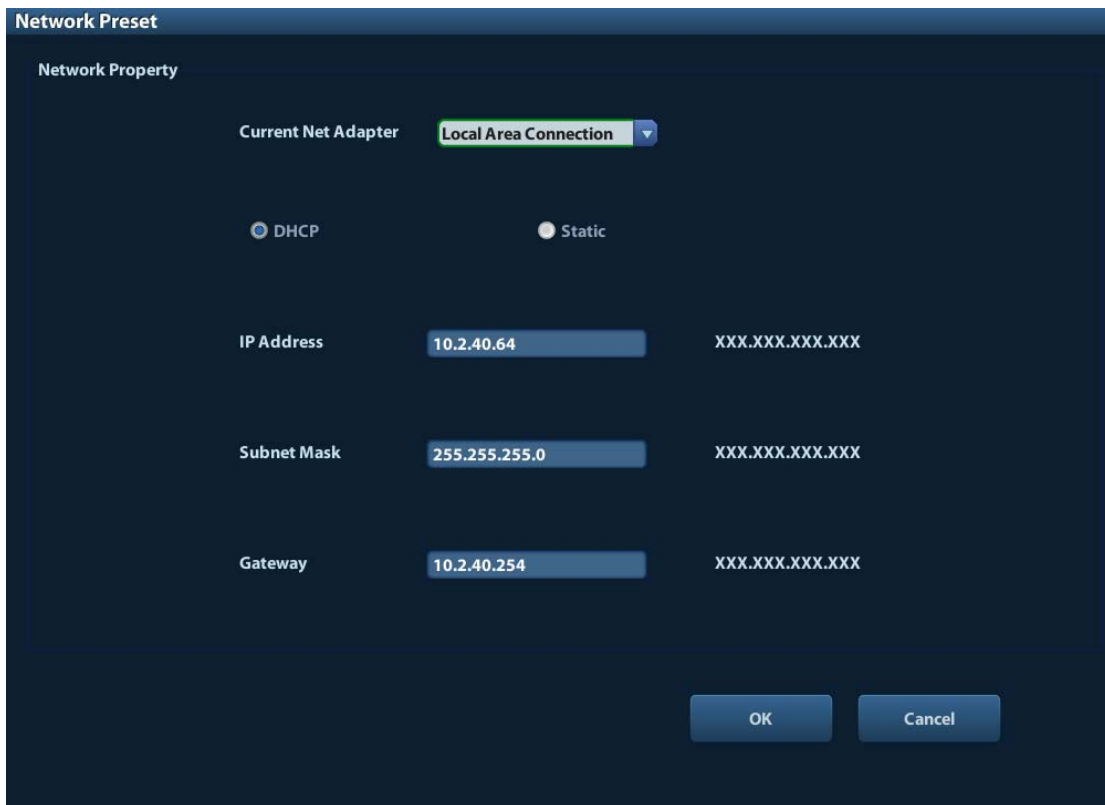 Network Preset
Network Property
Current Net Adapter Local Area Connection
DHCP Static
IP Address 10.2.40.64 XXX.XXX.XXX.XXX
Subnet Mask 255.255.255.0 XXX.XXX.XXX.XXX
Gateway 10.2.40.254 XXX.XXX.XXX.XXX
OK Cancel